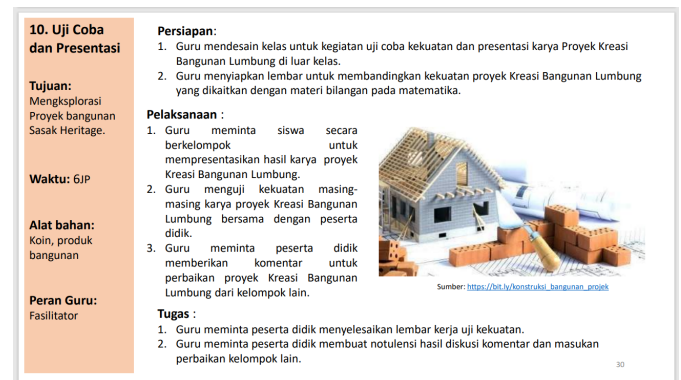 10. Uji Coba
dan Presentasi
Tujuan:
Mengksplorasi
Proyek bangunan
Sasak Heritage.
Waktu: 6JP
Alat bahan:
Koin, produk
bangunan
Peran Guru:
Fasilitator
Persiapan:
1. Guru mendesain kelas untuk kegiatan uji coba kekuatan dan presentasi karya Proyek Kreasi
Bangunan Lumbung di luar kelas.
2. Guru menyiapkan lembar untuk membandingkan kekuatan proyek Kreasi Bangunan Lumbung
yang dikaitkan dengan materi bilangan pada matematika.
Pelaksanaan :
1. Guru meminta siswa secara
berkelompok untuk
mempresentasikan hasil karya proyek
Kreasi Bangunan Lumbung.
2. Guru menguji kekuatan masing-
masing karya proyek Kreasi Bangunan
Lumbung bersama dengan peserta
didik.
3. Guru meminta peserta didik
memberikan komentar untuk
perbaikan proyek Kreasi Bangunan
Lumbung dari kelompok lain.
Sumber: https://bit.ly/konstruksi_bangunan_projek
Tugas :
1. Guru meminta peserta didik menyelesaikan lembar kerja uji kekuatan.
2. Guru meminta peserta didik membuat notulensi hasil diskusi komentar dan masukan
perbaikan kelompok lain.
30